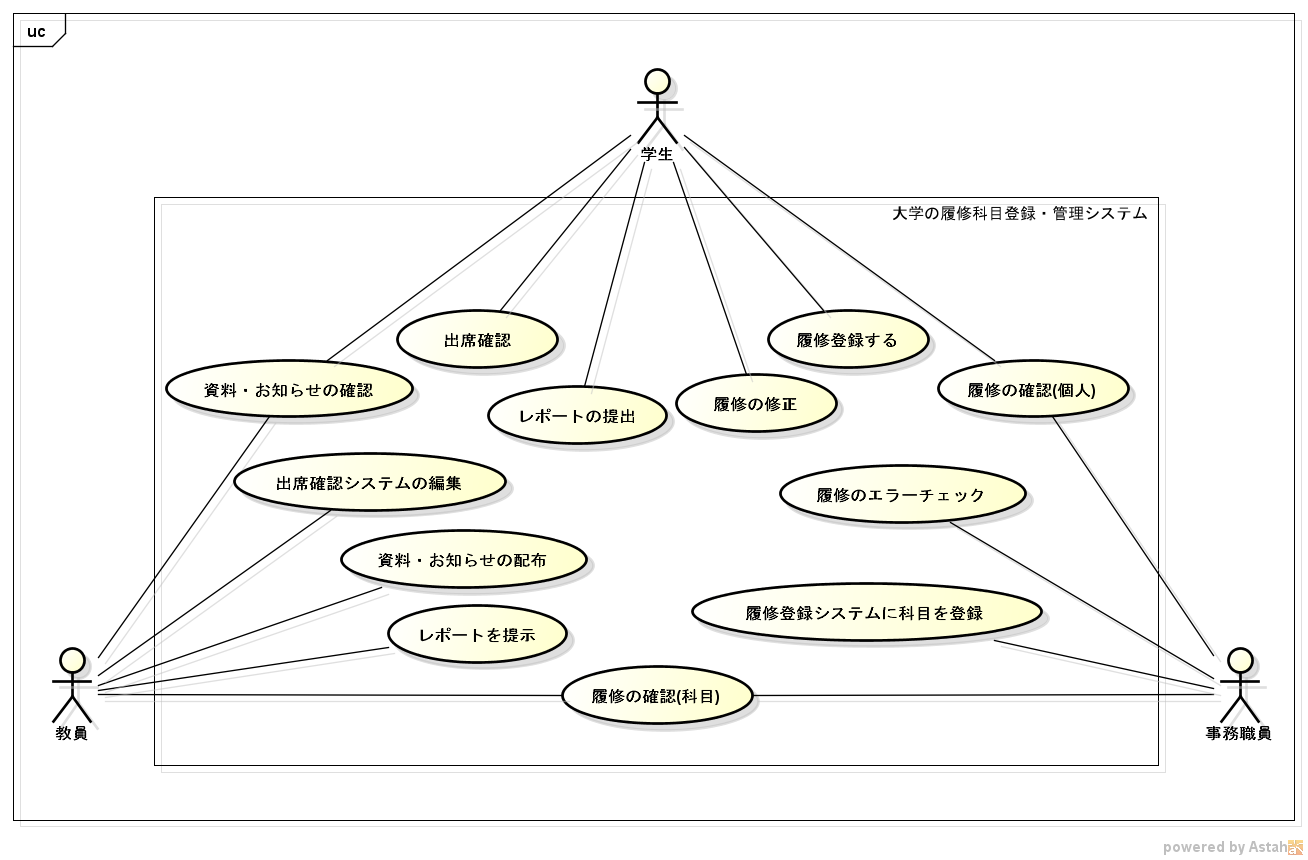 uc
学生
大学の履修科目登録・管理システム
出席確認
履修登録する
資料・お知らせの確認
履修の確認(個人)
レポートの提出
履修の修正
出席確認システムの編集
履修のエラーチェック
資料・お知らせの配布
履修登録システムに科目を登録
レポートを提示
履修の確認(科目)
教員
事務職員
powered by Astah